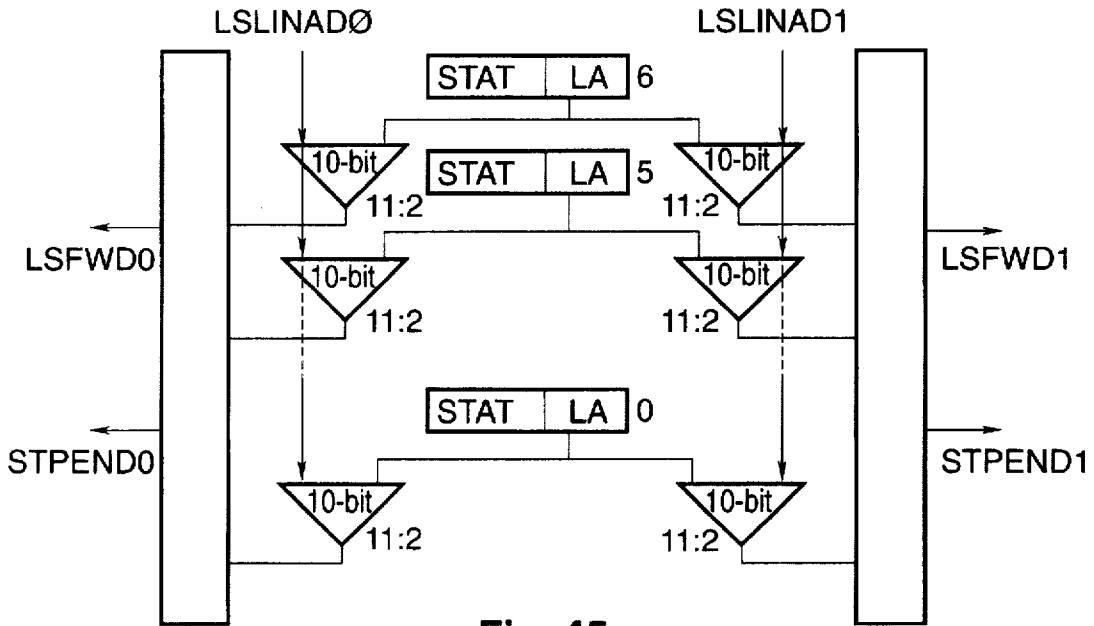 LSLINADØ
LSLINAD1
STAT LA 6
10-bit
10-bit
STAT LA 5
11:2
11:2
LSFWD0
LSFWD1
10-bit
10-bit
11:2
11:2
STAT LA 0
STPEND0
STPEND1
10-bit
10-bit
11:2
11:2